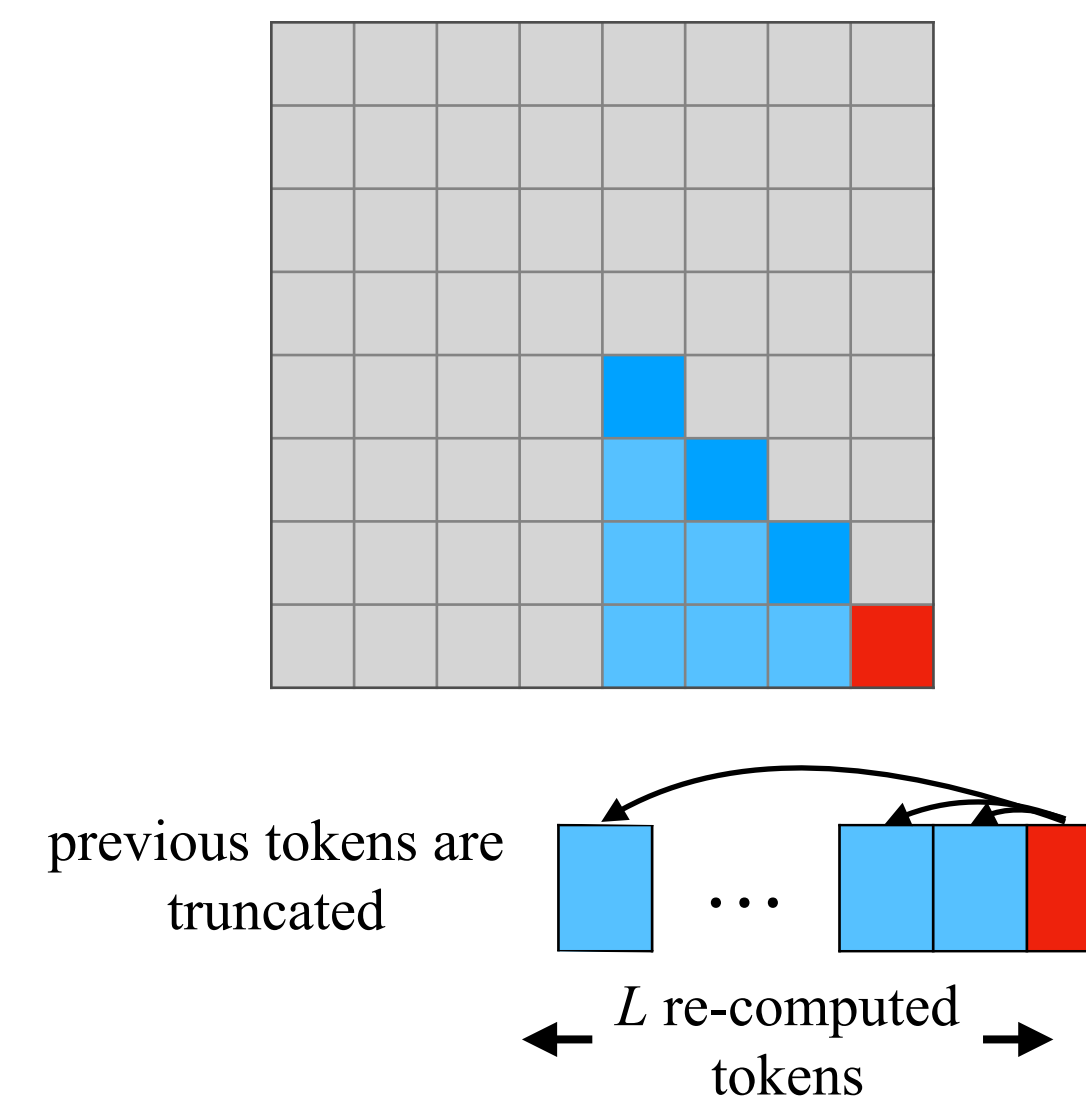 previous tokens are
truncated
...
L re-computed
tokens